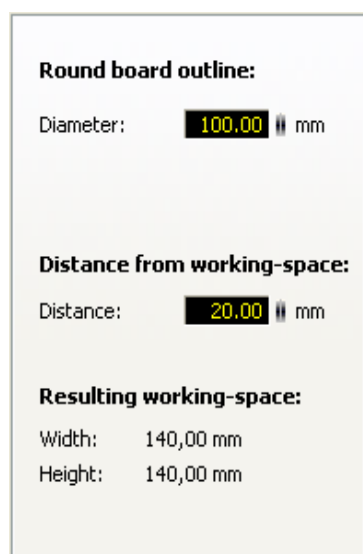 Round board outline:
Diameter: 100.00 mm
Distance from working-space:
Distance: 20.00 mm
Resulting working-space:
Width: 140,00 mm
Height: 140,00 mm